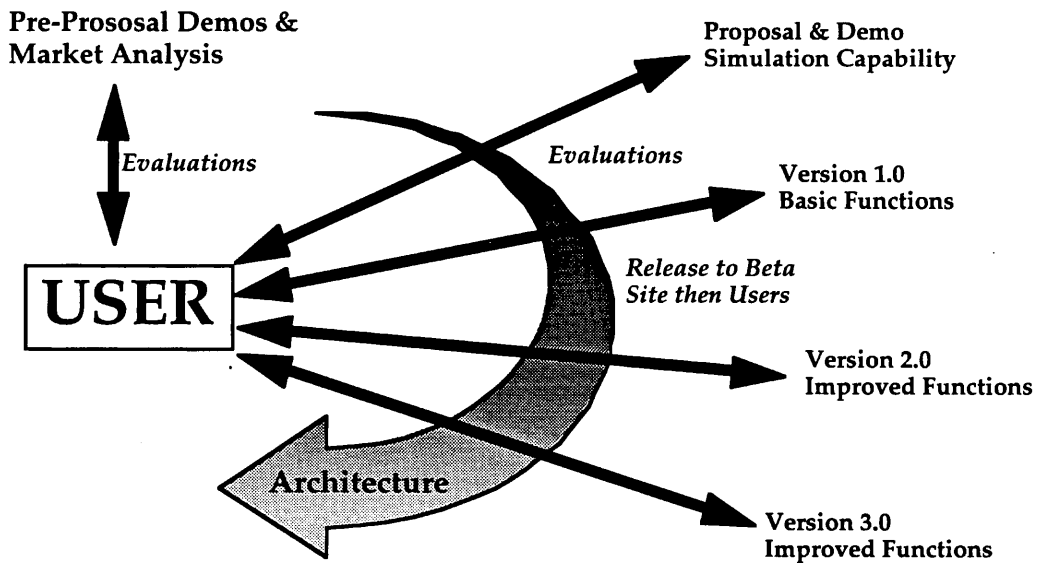 Pre-Prososal Demos &
Market Analysis
Proposal & Demo
Simulation Capability
Evaluations
Evaluations
Version 1.0
Basic Functions
USER
Release to Beta
Site then Users
Version 2.0
Improved Functions
Architecture
Version 3.0
Improved Functions